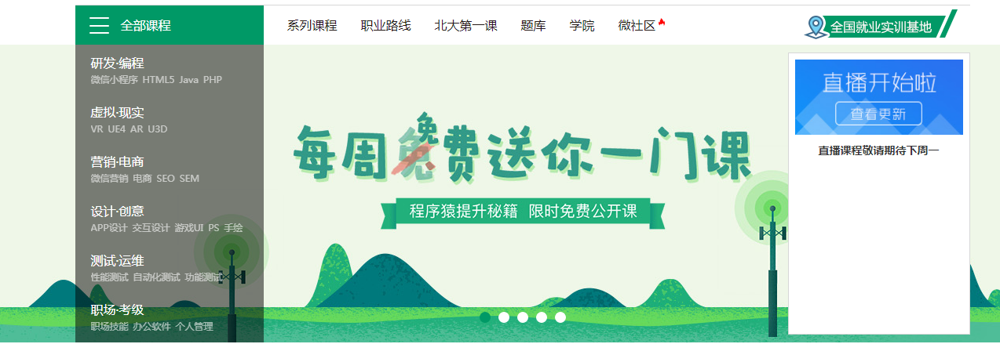 全部课程
系列课程 职业路线 北大第一课 题库 学院 微社区
全国就业实训基地
研发·编程
微信小程序 HTML5 Java PHP
虚拟·现实
VR UE4 AR U3D
营销·电商
微信营销 电商 SEO SEM
设计·创意
APP设计 交互设计 游戏UI PS 手绘
测试·运维
性能测试 自动化测试 功能测试
职场·考级
职场技能 办公软件 个人管理
每周免免费送你一门课
程序猿提升秘籍 限时免费公开课
直播开始啦
查看更新
直播课程敬请期待下周一